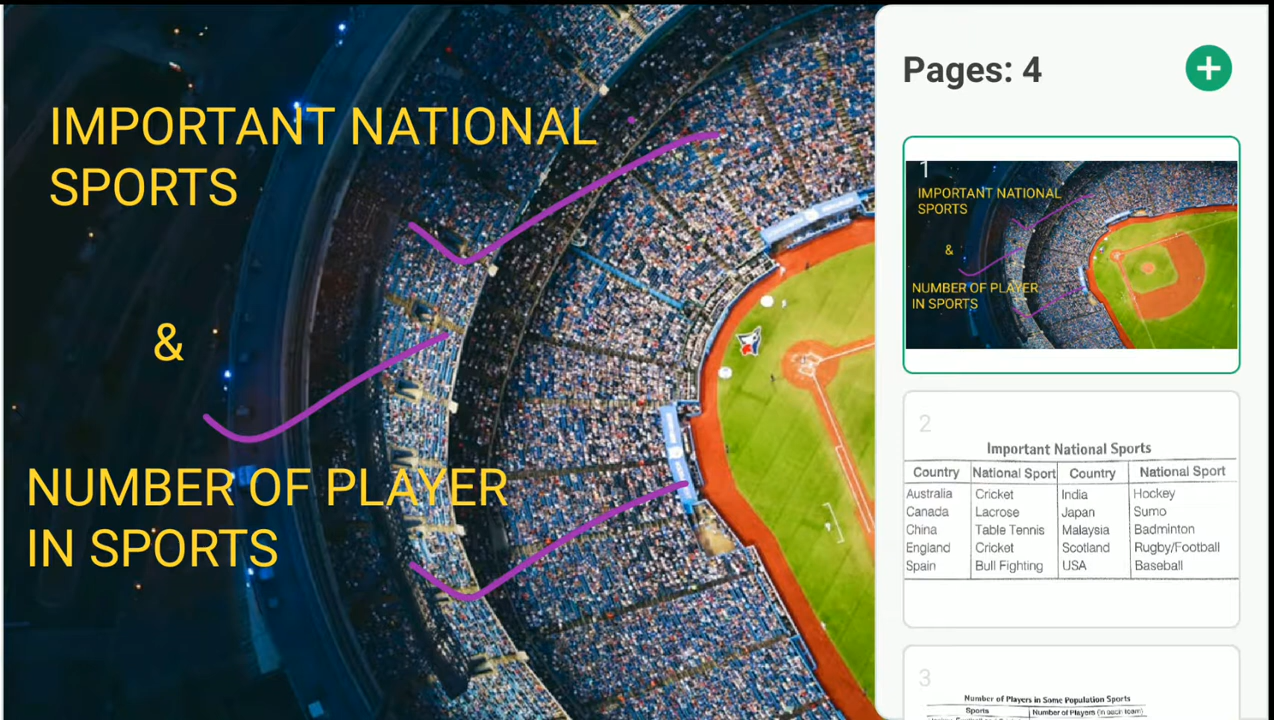 IMPORTANT NATIONAL
SPORTS
&
NUMBER OF PLAYER
IN SPORTS
Pages: 4
1
IMPORTANT NATIONAL
SPORTS
&
NUMBER OF PLAYER
IN SPORTS
2
Important National Sports
Country National Sport Country National Sport
Australia Cricket India Hockey
Canada Lacrose Japan Sumo
China Table Tennis Malaysia Badminton
England Cricket Scotland Rugby/Football
Spain Bull Fighting USA Baseball
3
Number of Players in Some Population Sports
Sports Number of Players (in each team)